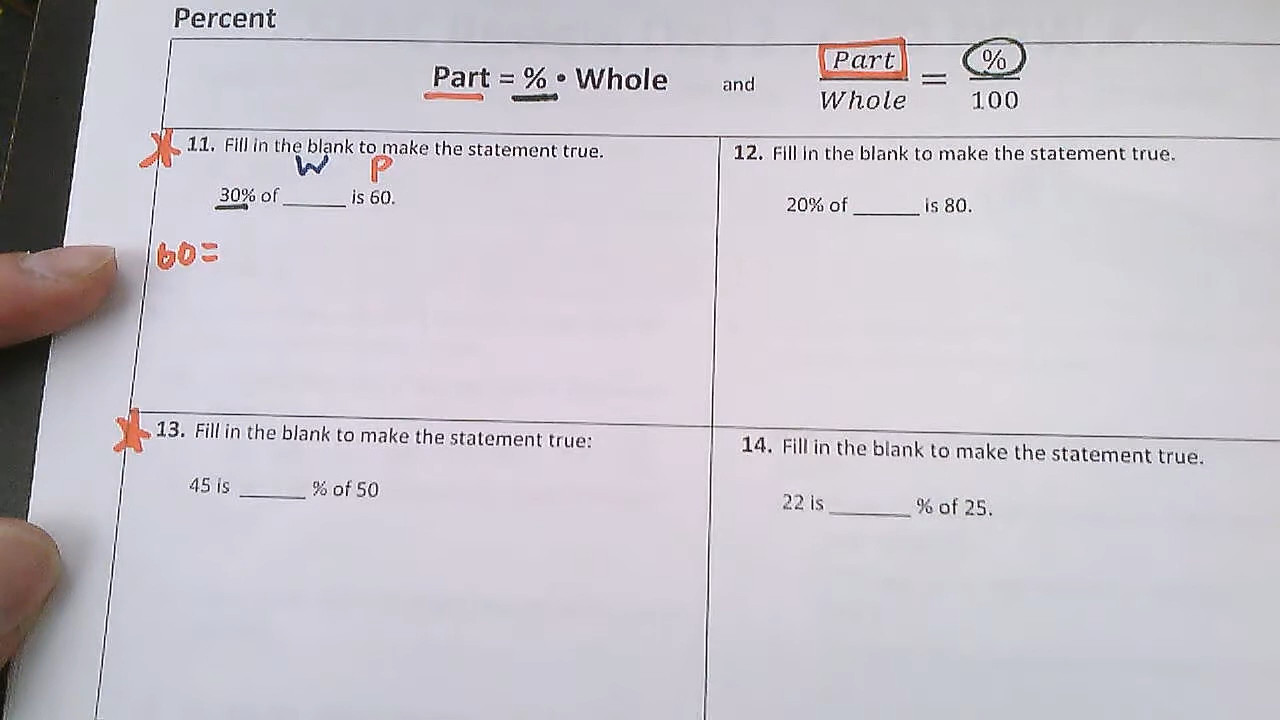 Percent
Part = % • Whole and Part/Whole = %/100
11. Fill in the blank to make the statement true.
W P
30% of ______ is 60.
60=
12. Fill in the blank to make the statement true.
20% of ______ is 80.
13. Fill in the blank to make the statement true:
45 is ______ % of 50
14. Fill in the blank to make the statement true.
22 is ______ % of 25.